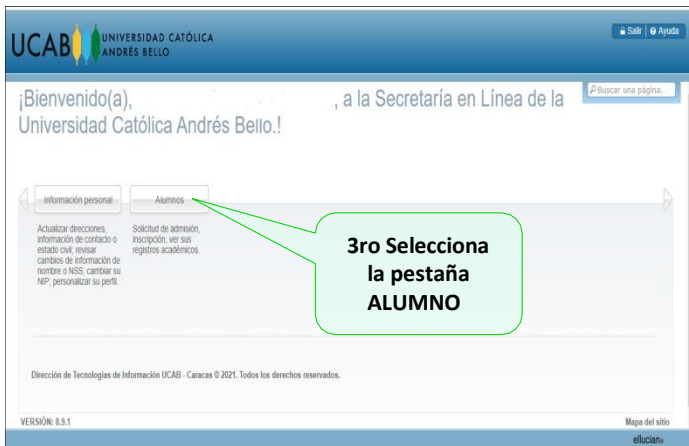 UCAB
UNIVERSIDAD CATÓLICA
ANDRÉS BELLO
Salir | Ayuda
Buscar una página...
¡Bienvenido(a), , a la Secretaría en Línea de la
Universidad Católica Andrés Bello.!
Información personal
Alumnos
Actualizar direcciones,
información de contacto o
estado civil; revisar
cambios de información de
nombre o NSS; cambiar su
NIP; personalizar su perfil.
Solicitud de admisión,
inscripción, ver sus
registros académicos.
3ro Selecciona
la pestaña
ALUMNO
Dirección de Tecnologías de Información UCAB - Caracas © 2021. Todos los derechos reservados.
VERSIÓN: 8.9.1
Mapa del sitio
ellucian